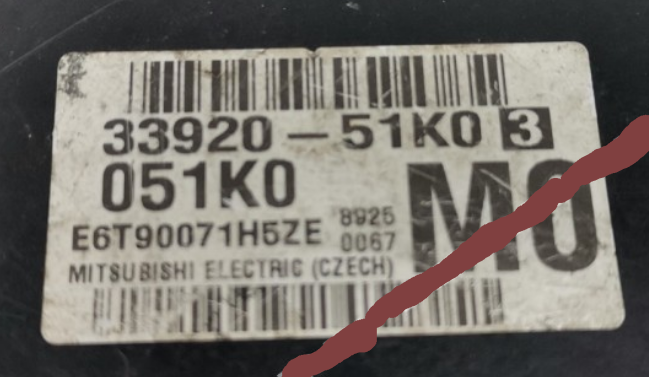 33920-51K0 3
051K0
E6T90071H5ZE 8925
0067
MITSUBISHI ELECTRIC (CZECH)
M0